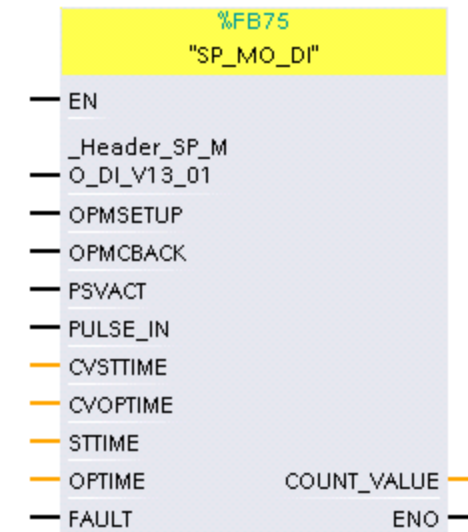 %FB75
"SP_MO_DI"
EN
_Header_SP_M
O_DI_V13_01
OPMSETUP
OPMCBACK
PSVACT
PULSE_IN
CVSTTIME
CVOPTIME
STTIME
OPTIME COUNT_VALUE
FAULT ENO